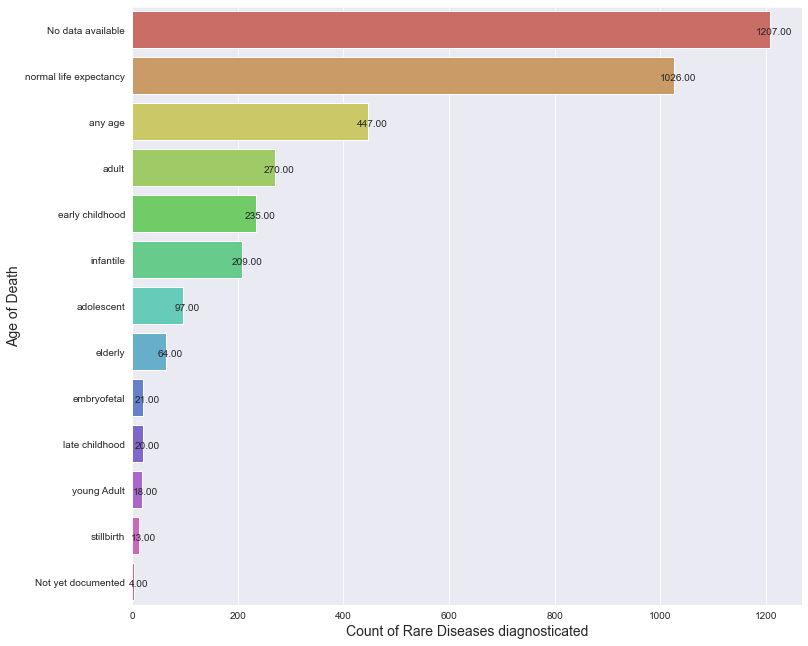 No data available 1207.00
normal life expectancy 1026.00
any age 447.00
adult 270.00
early childhood 235.00
infantile 209.00
adolescent 97.00
elderly 64.00
embryofetal 21.00
late childhood 20.00
young Adult 18.00
stillbirth 13.00
Not yet documented 4.00
Age of Death
0 200 400 600 800 1000 1200
Count of Rare Diseases diagnosticated